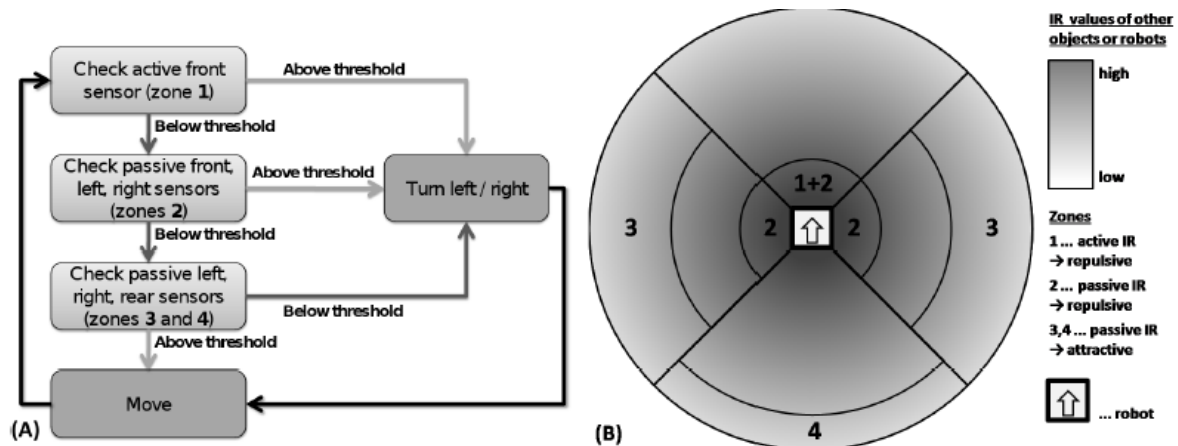 Check active front
sensor (zone 1)
Above threshold
Below threshold
Check passive front,
left, right sensors
(zones 2)
Above threshold
Turn left / right
Below threshold
Check passive left,
right, rear sensors
(zones 3 and 4)
Below threshold
Above threshold
Move
(A)
1+2
3
2
2
3
4
(B)
IR values of other
objects or robots
high
low
Zones
1 ... active IR
→ repulsive
2 ... passive IR
→ repulsive
3,4 ... passive IR
→ attractive
... robot